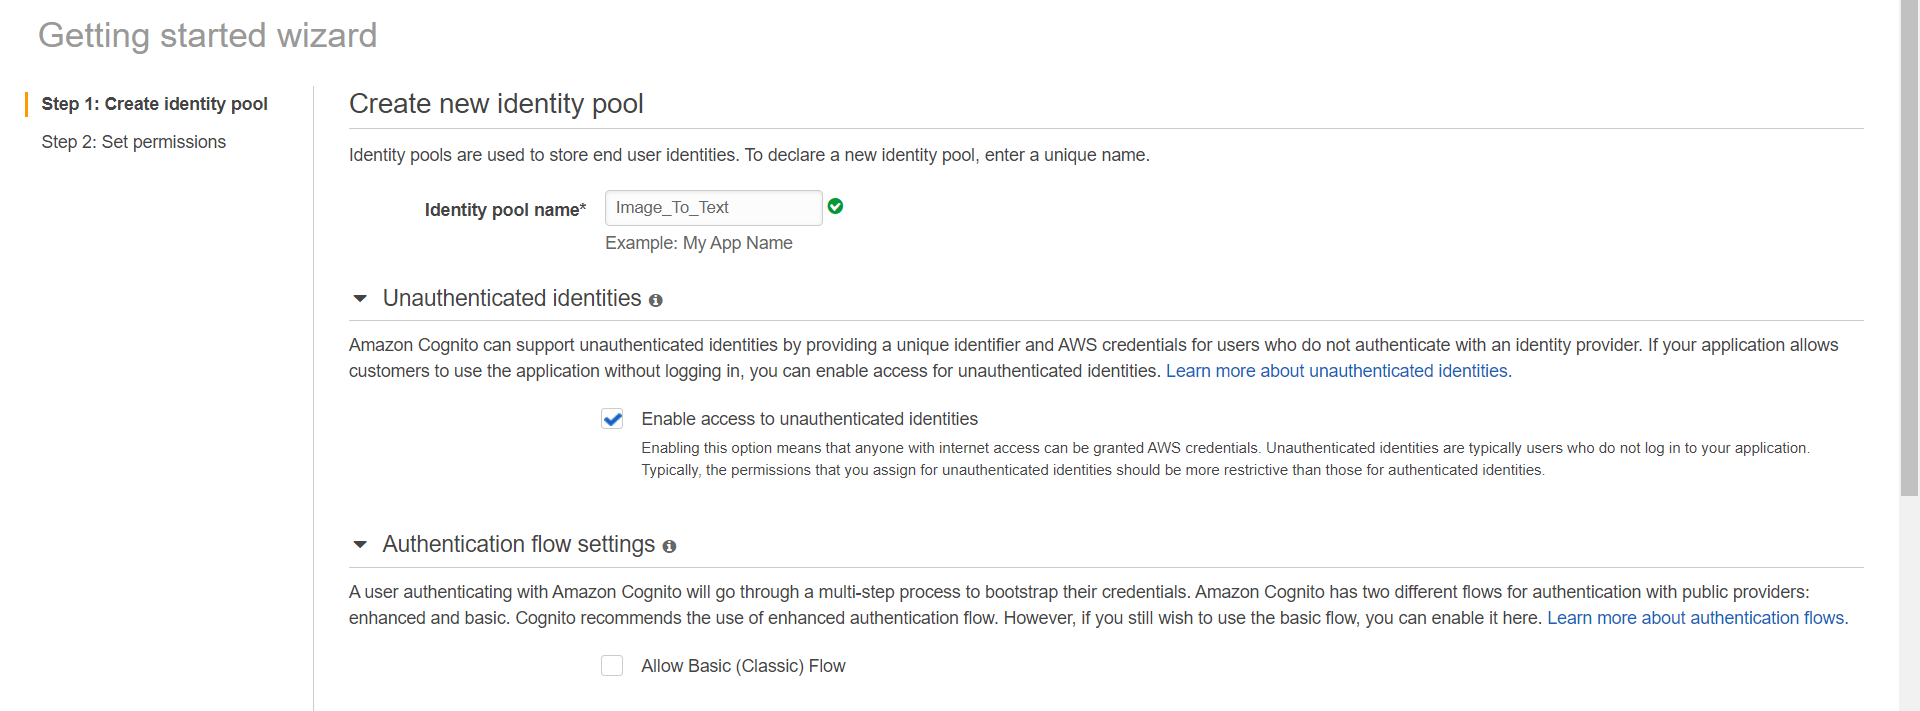 Getting started wizard
Step 1: Create identity pool
Step 2: Set permissions
Create new identity pool
Identity pools are used to store end user identities. To declare a new identity pool, enter a unique name.
Identity pool name*
Image_To_Text
Example: My App Name
Unauthenticated identities
Amazon Cognito can support unauthenticated identities by providing a unique identifier and AWS credentials for users who do not authenticate with an identity provider. If your application allows
customers to use the application without logging in, you can enable access for unauthenticated identities. Learn more about unauthenticated identities.
Enable access to unauthenticated identities
Enabling this option means that anyone with internet access can be granted AWS credentials. Unauthenticated identities are typically users who do not log in to your application.
Typically, the permissions that you assign for unauthenticated identities should be more restrictive than those for authenticated identities.
Authentication flow settings
A user authenticating with Amazon Cognito will go through a multi-step process to bootstrap their credentials. Amazon Cognito has two different flows for authentication with public providers:
enhanced and basic. Cognito recommends the use of enhanced authentication flow. However, if you still wish to use the basic flow, you can enable it here. Learn more about authentication flows.
Allow Basic (Classic) Flow